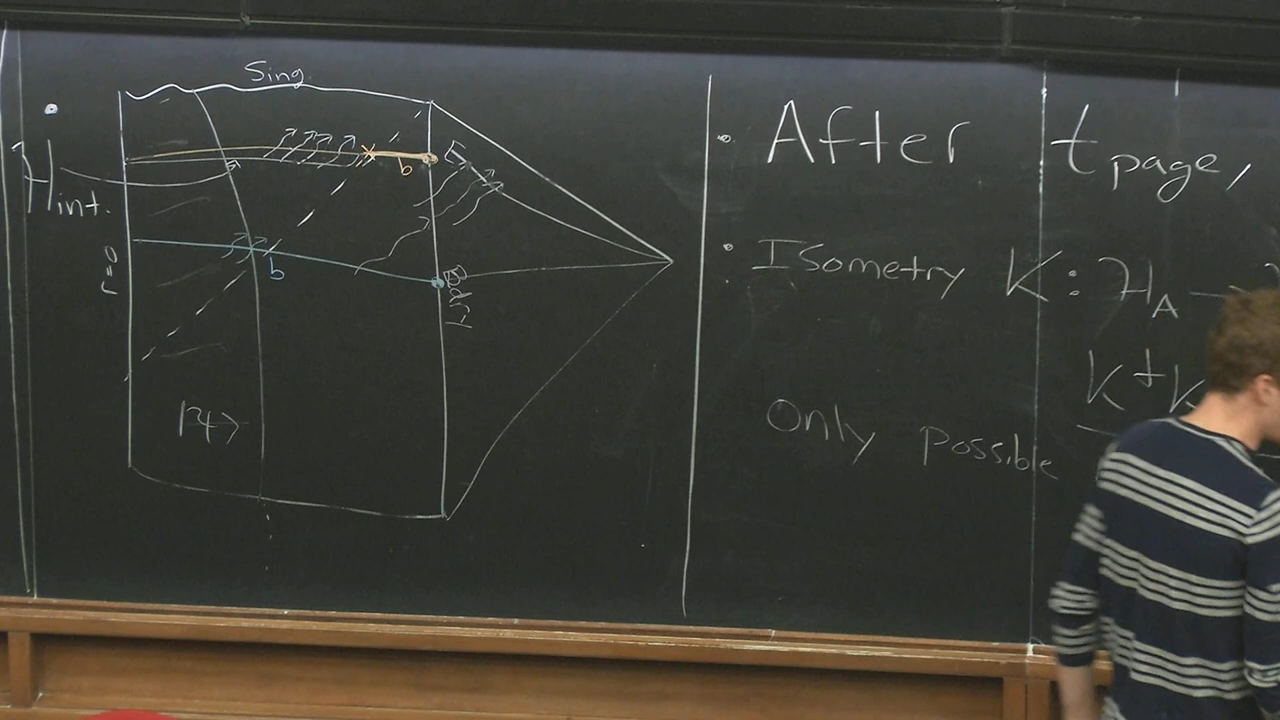 Sing.
ℋint.
r=0
b
b
Bdry
|ψ>
• After tpage,
• Isometry K: ℋA →
K†K
Only possible